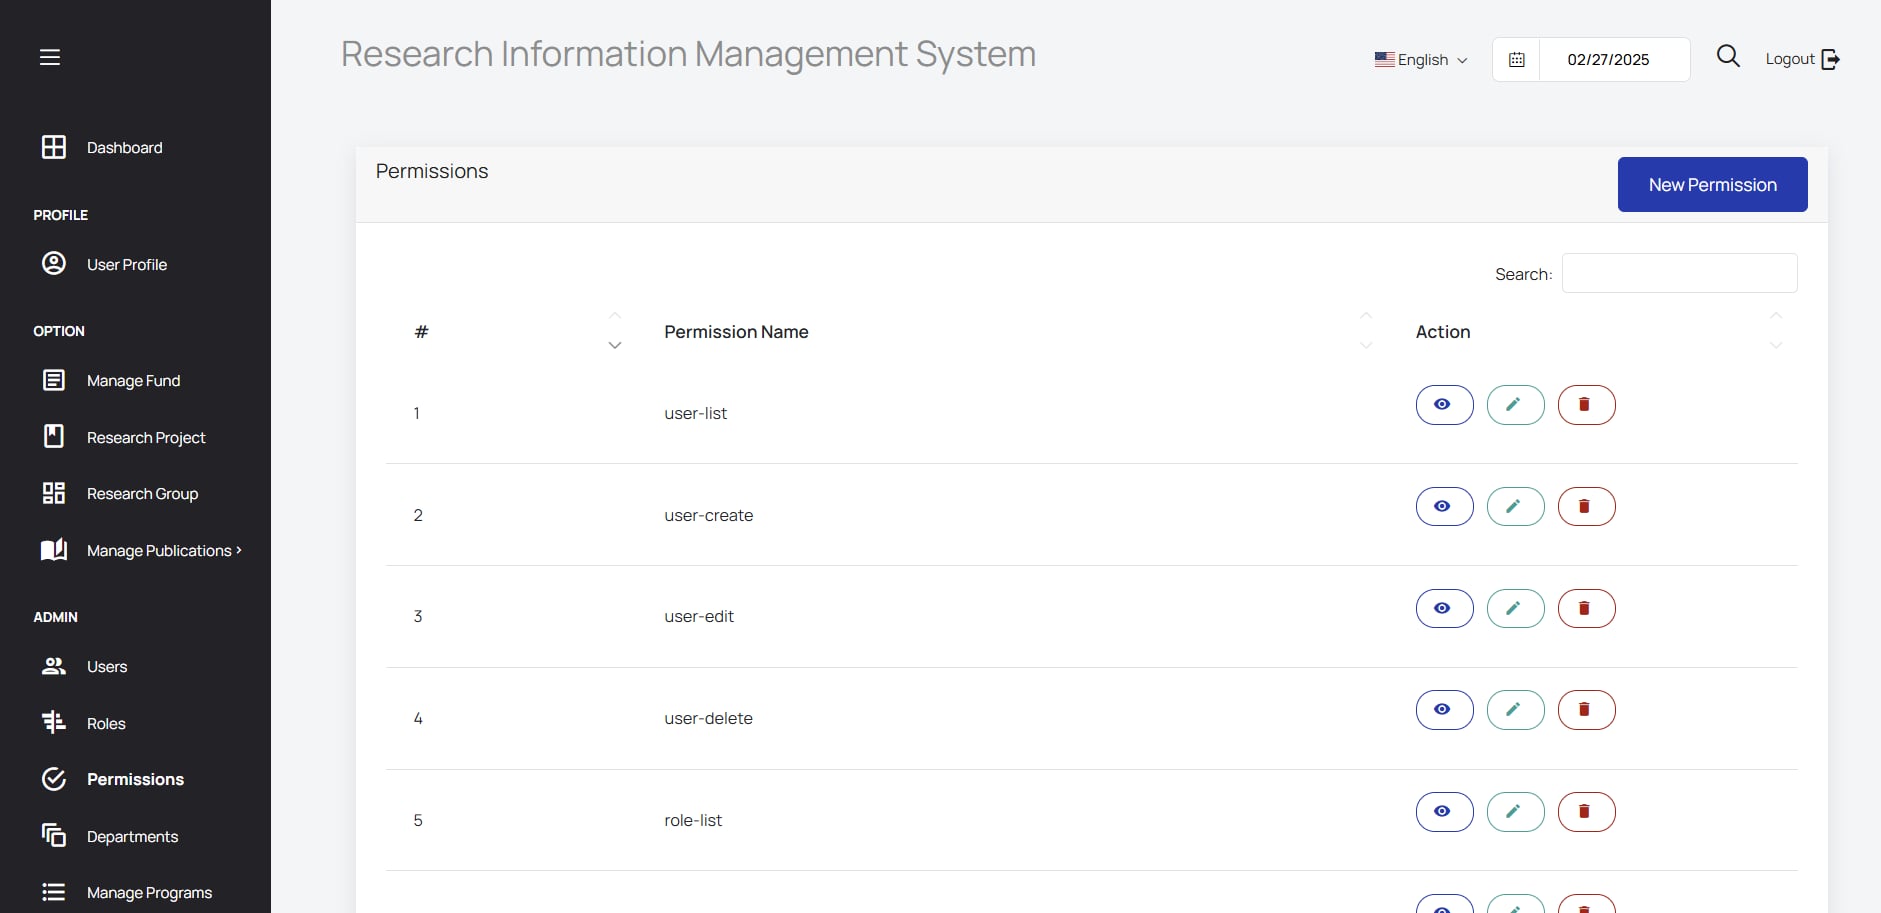 Research Information Management System
English
02/27/2025
Logout
Dashboard
PROFILE
User Profile
OPTION
Manage Fund
Research Project
Research Group
Manage Publications
ADMIN
Users
Roles
Permissions
Departments
Manage Programs
Permissions
New Permission
Search:
# Permission Name Action
1 user-list
2 user-create
3 user-edit
4 user-delete
5 role-list